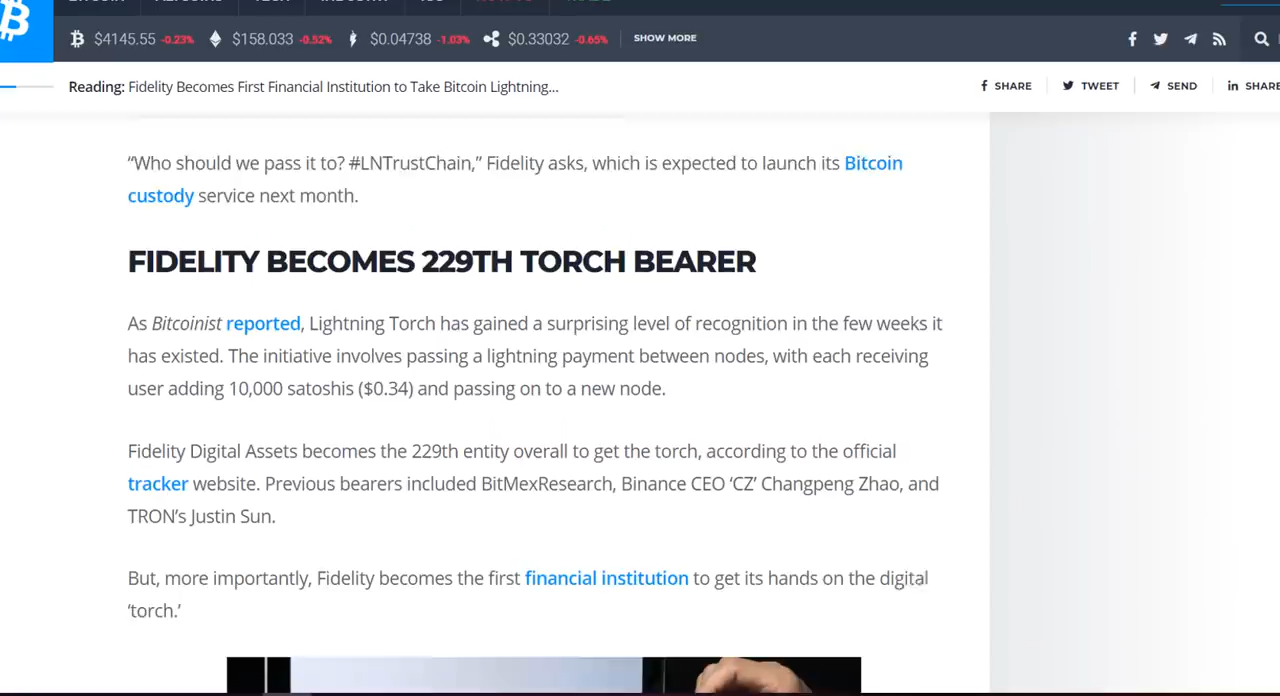 $4145.55 -0.23% $158.033 -0.52% $0.04738 -1.03% $0.33032 -0.65% SHOW MORE
Reading: Fidelity Becomes First Financial Institution to Take Bitcoin Lightning... SHARE TWEET SEND SHARE
“Who should we pass it to? #LNTrustChain,” Fidelity asks, which is expected to launch its Bitcoin
custody service next month.
FIDELITY BECOMES 229TH TORCH BEARER
As Bitcoinist reported, Lightning Torch has gained a surprising level of recognition in the few weeks it
has existed. The initiative involves passing a lightning payment between nodes, with each receiving
user adding 10,000 satoshis ($0.34) and passing on to a new node.
Fidelity Digital Assets becomes the 229th entity overall to get the torch, according to the official
tracker website. Previous bearers included BitMexResearch, Binance CEO ‘CZ’ Changpeng Zhao, and
TRON’s Justin Sun.
But, more importantly, Fidelity becomes the first financial institution to get its hands on the digital
‘torch.’